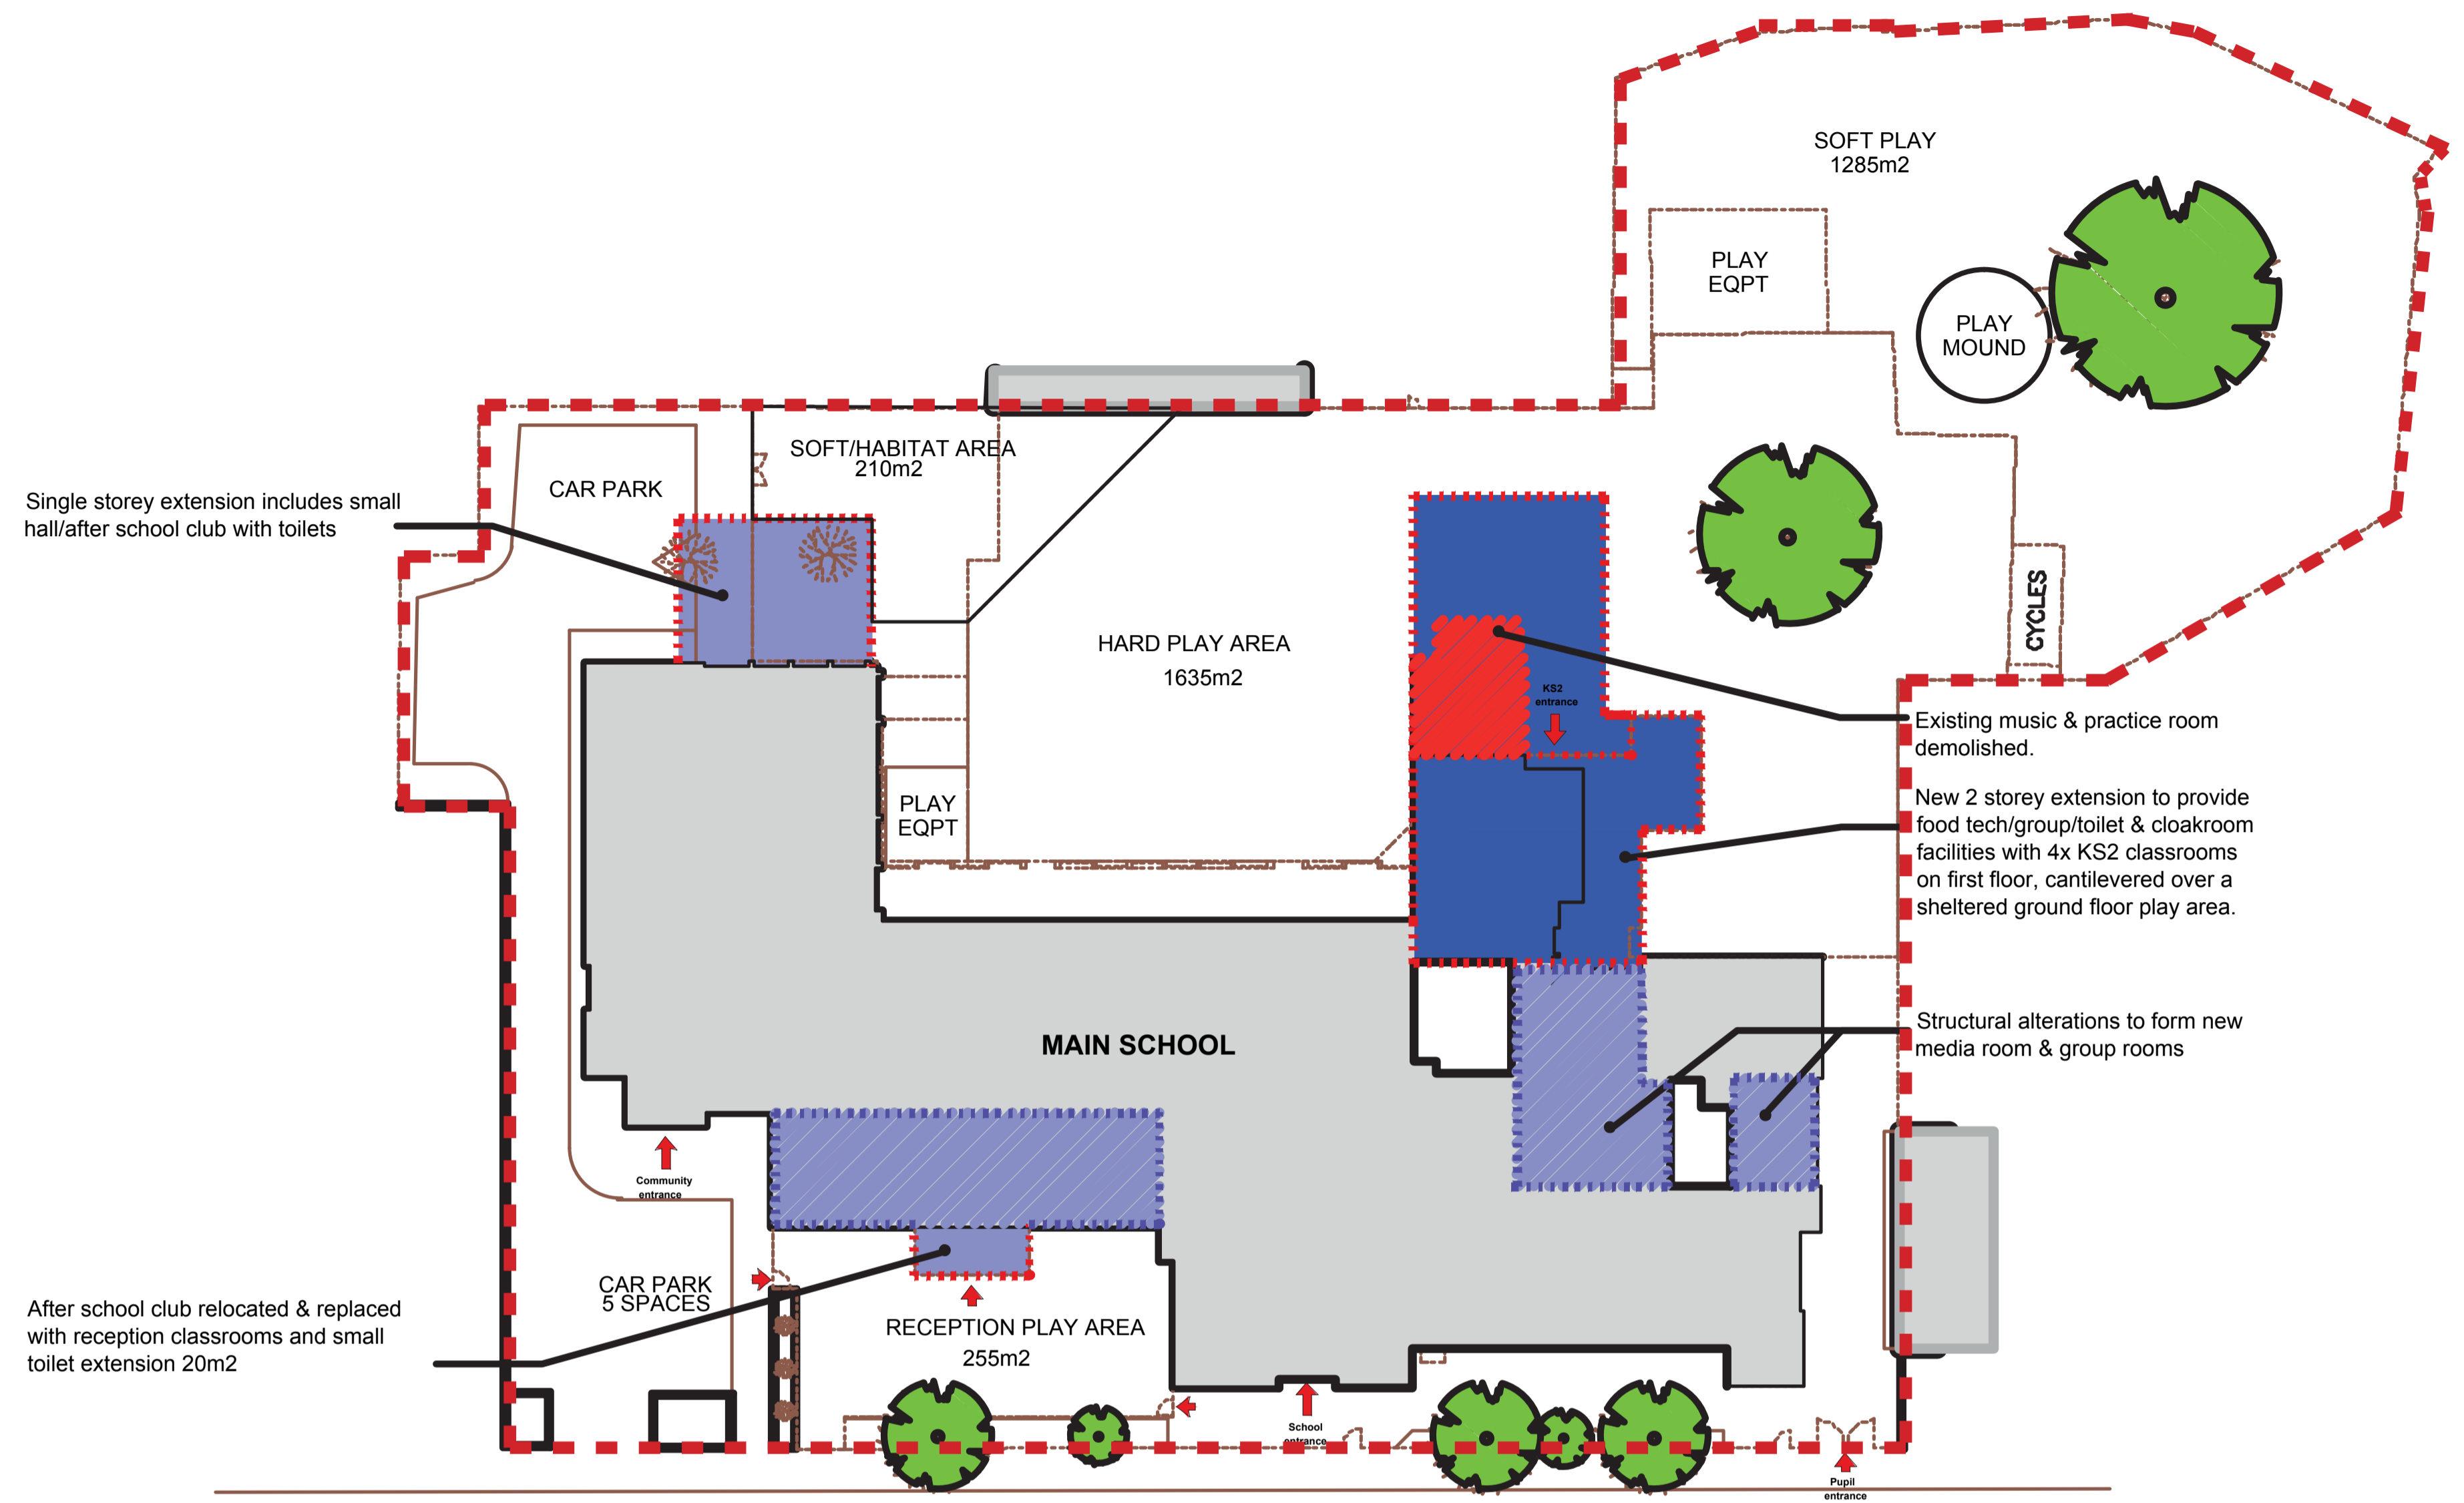 SOFT PLAY
1285m2
PLAY
EQPT
PLAY
MOUND
SOFT/HABITAT AREA
210m2
CAR PARK
Single storey extension includes small
hall/after school club with toilets
CYCLES
HARD PLAY AREA
1635m2
KS2
entrance
Existing music & practice room
demolished.
PLAY
EQPT
New 2 storey extension to provide
food tech/group/toilet & cloakroom
facilities with 4x KS2 classrooms
on first floor, cantilevered over a
sheltered ground floor play area.
MAIN SCHOOL
Structural alterations to form new
media room & group rooms
Community
entrance
CAR PARK
5 SPACES
After school club relocated & replaced
with reception classrooms and small
toilet extension 20m2
RECEPTION PLAY AREA
255m2
School
entrance
Pupil
entrance